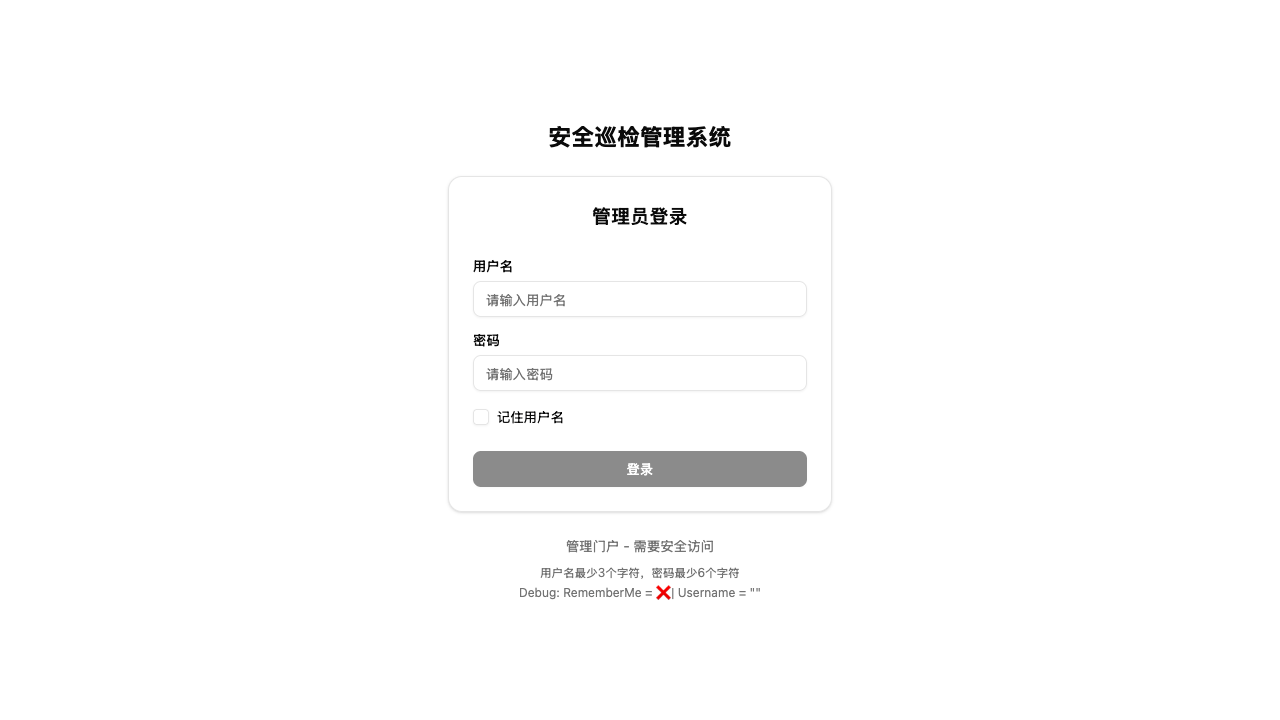 安全巡检管理系统
管理员登录
用户名
请输入用户名
密码
请输入密码
记住用户名
登录
管理门户 - 需要安全访问
用户名最少3个字符，密码最少6个字符
Debug: RememberMe = ❌| Username = ""